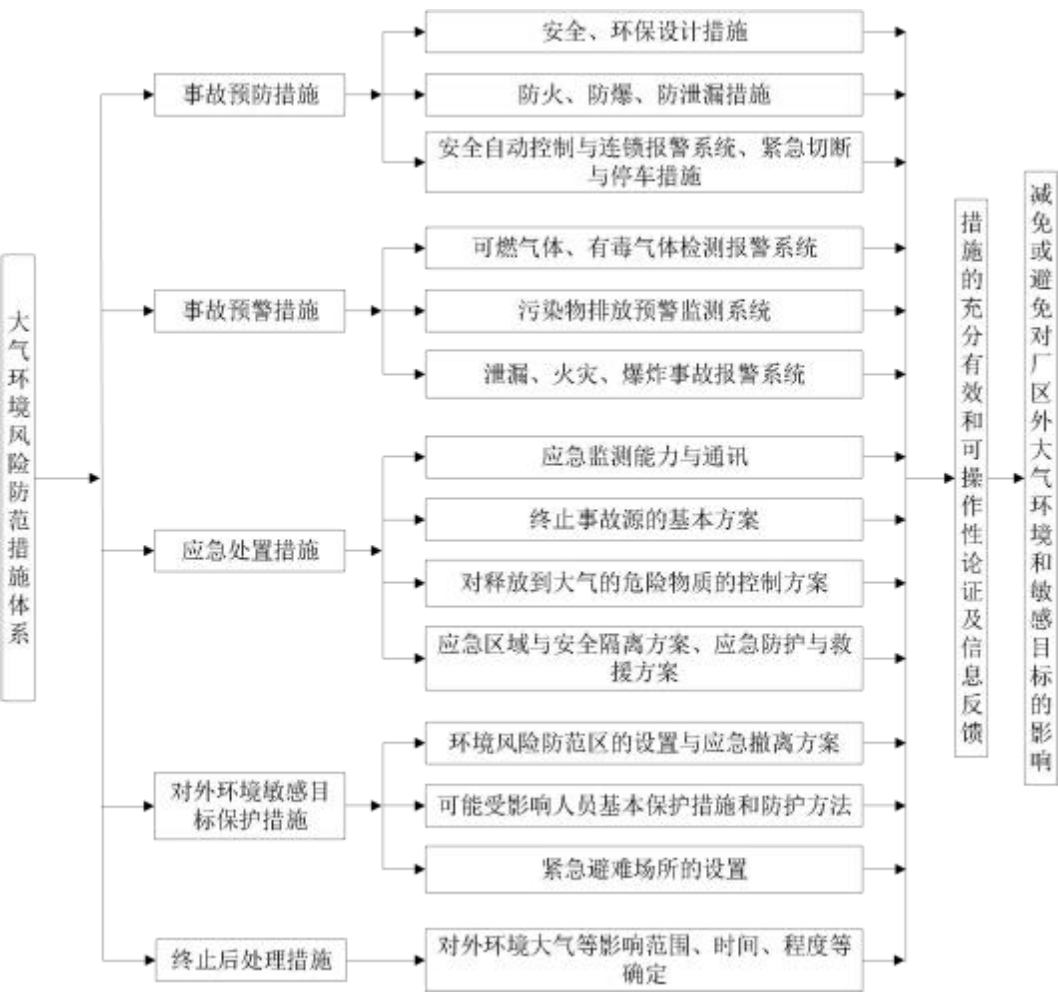 大气环境风险防范措施体系
事故预防措施
安全、环保设计措施
防火、防爆、防泄漏措施
安全自动控制与连锁报警系统、紧急切断
与停车措施
事故预警措施
可燃气体、有毒气体检测报警系统
污染物排放预警监测系统
泄漏、火灾、爆炸事故报警系统
应急处置措施
应急监测能力与通讯
终止事故源的基本方案
对释放到大气的危险物质的控制方案
应急区域与安全隔离方案、应急防护与救
援方案
对外环境敏感目
标保护措施
环境风险防范区的设置与应急撤离方案
可能受影响人员基本保护措施和防护方法
紧急避难场所的设置
终止后处理措施
对外环境大气等影响范围、时间、程度等
确定
措施的充分有效和可操作性论证及信息反馈
减免或避免对厂区外大气环境和敏感目标的影响